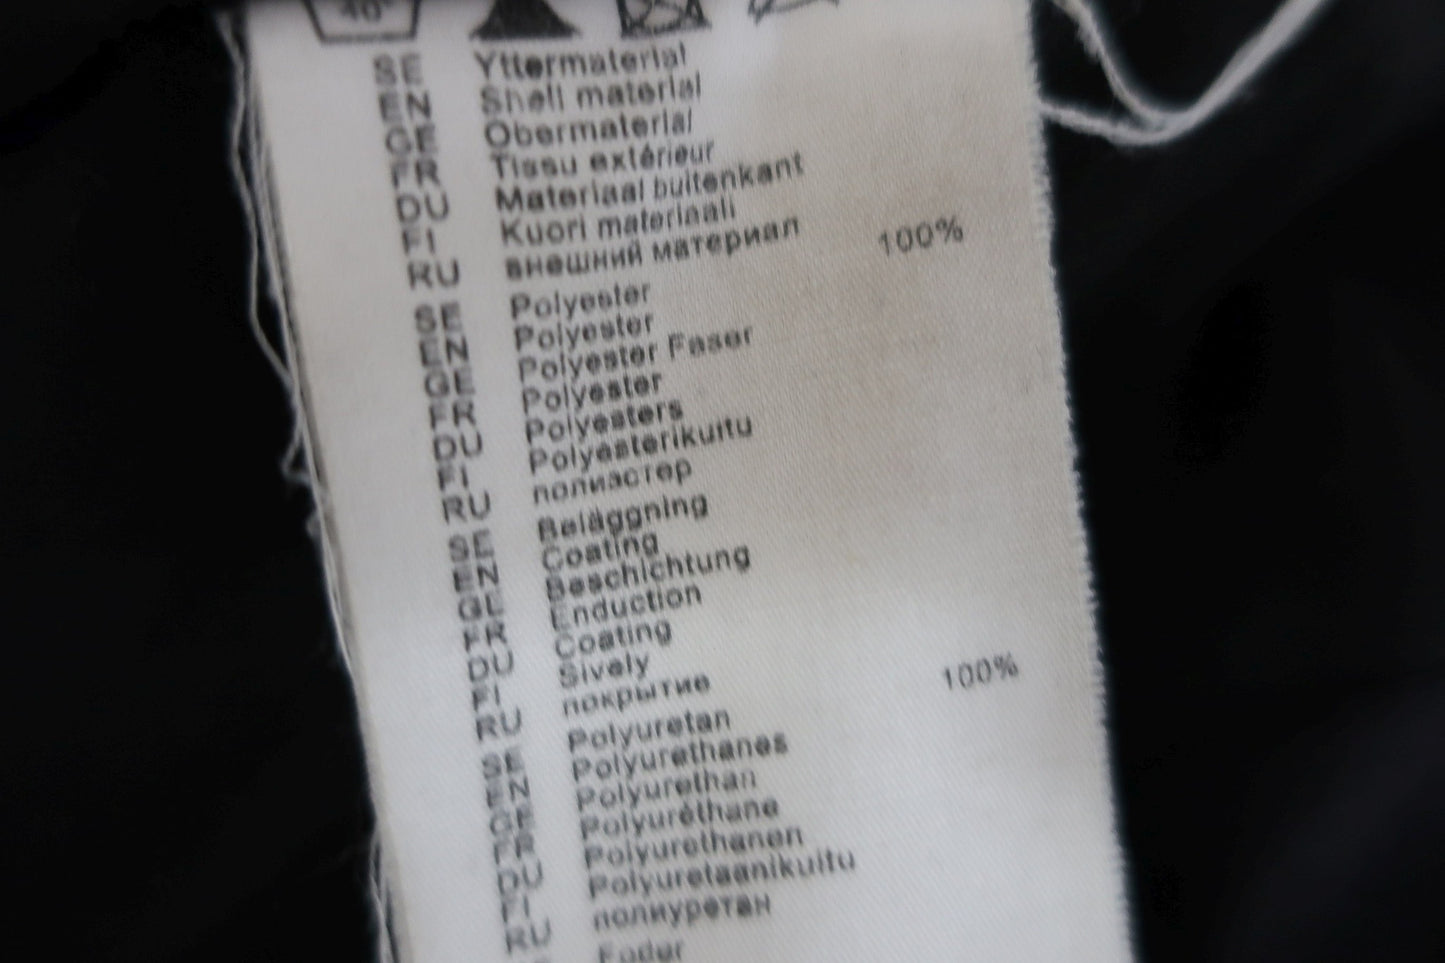 40°
SE Yttermaterial
EN Shell material
GE Obermaterial
FR Tissu extérieur
DU Materiaal buitenkant
FI Kuori materiaali
RU внешний материал 100%
SE Polyester
EN Polyester
GE Polyester Faser
FR Polyester
DU Polyesters
FI Polyesterikuitu
RU полиэстер
SE Beläggning
EN Coating
GE Beschichtung
FR Enduction
DU Coating
FI Sively
RU покрытие 100%
SE Polyuretan
EN Polyurethanes
GE Polyurethan
FR Polyuréthane
DU Polyurethanen
FI Polyuretaanikuitu
RU полиуретан
Foder